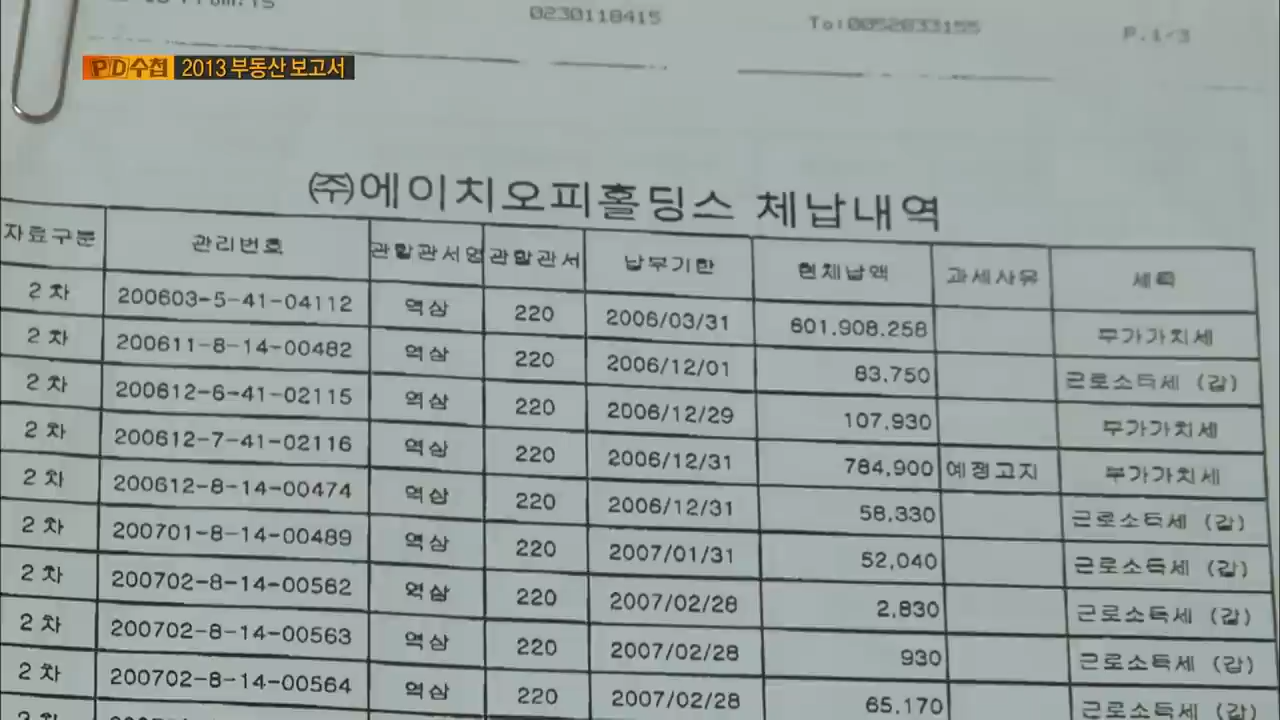 0230118415 To:0052833155 P.1/3
PD수첩 2013 부동산 보고서
㈜에이치오피홀딩스 체납내역
자료구분 관리번호 관할관서명 관할관서 납부기한 현체납액 과세사유 세목
2 차 200603-5-41-04112 역삼 220 2006/03/31 601,908,258 부가가치세
2 차 200611-8-14-00482 역삼 220 2006/12/01 83,750 근로소득세 (갑)
2 차 200612-6-41-02115 역삼 220 2006/12/29 107,930 부가가치세
2 차 200612-7-41-02116 역삼 220 2006/12/31 784,900 예정고지 부가가치세
2 차 200612-8-14-00474 역삼 220 2006/12/31 58,330 근로소득세 (갑)
2 차 200701-8-14-00489 역삼 220 2007/01/31 52,040 근로소득세 (갑)
2 차 200702-8-14-00562 역삼 220 2007/02/28 2,830 근로소득세 (갑)
2 차 200702-8-14-00563 역삼 220 2007/02/28 930 근로소득세 (갑)
2 차 200702-8-14-00564 역삼 220 2007/02/28 65,170 근로소득세 (갑)